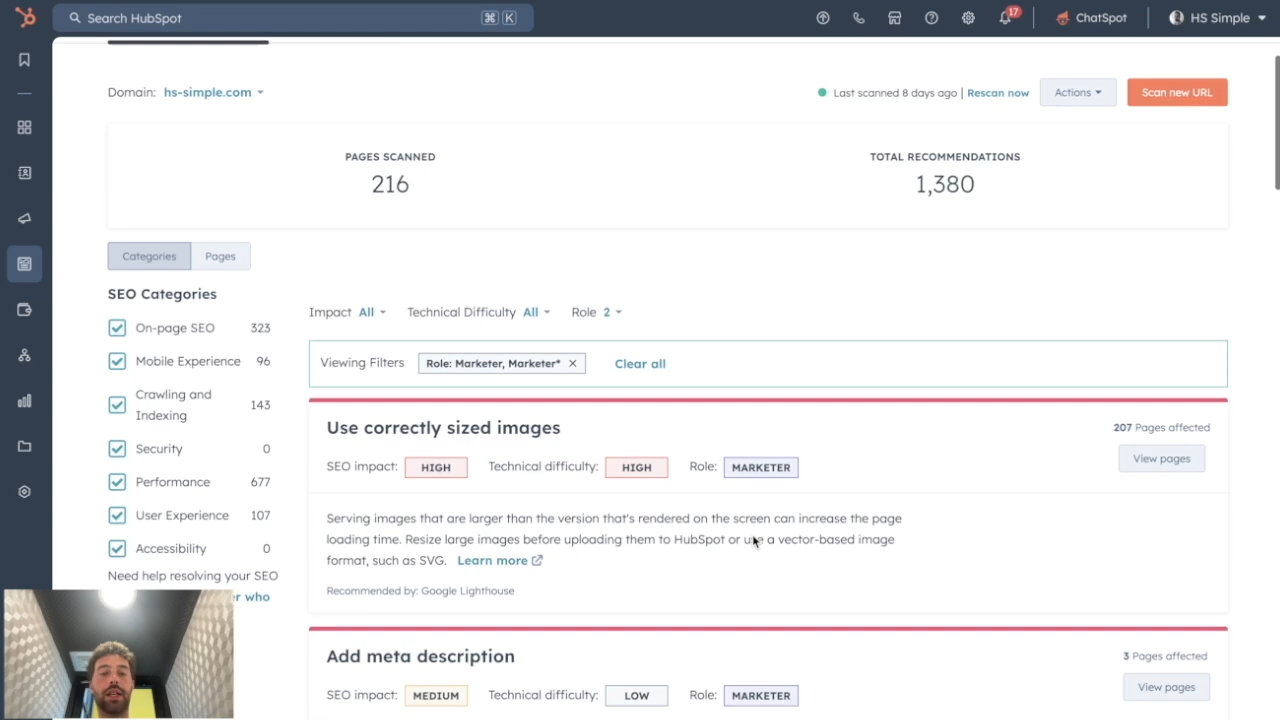 Search HubSpot
⌘ K
17
ChatSpot
HS Simple
Domain: hs-simple.com
Last scanned 8 days ago | Rescan now
Actions
Scan new URL
PAGES SCANNED
216
TOTAL RECOMMENDATIONS
1,380
Categories
Pages
SEO Categories
On-page SEO 323
Mobile Experience 96
Crawling and
Indexing 143
Security 0
Performance 677
User Experience 107
Accessibility 0
Need help resolving your SEO
r who
Impact All
Technical Difficulty All
Role 2
Viewing Filters
Role: Marketer, Marketer* ×
Clear all
Use correctly sized images
207 Pages affected
SEO impact: HIGH
Technical difficulty: HIGH
Role: MARKETER
View pages
Serving images that are larger than the version that's rendered on the screen can increase the page
loading time. Resize large images before uploading them to HubSpot or use a vector-based image
format, such as SVG. Learn more
Recommended by: Google Lighthouse
Add meta description
3 Pages affected
SEO impact: MEDIUM
Technical difficulty: LOW
Role: MARKETER
View pages